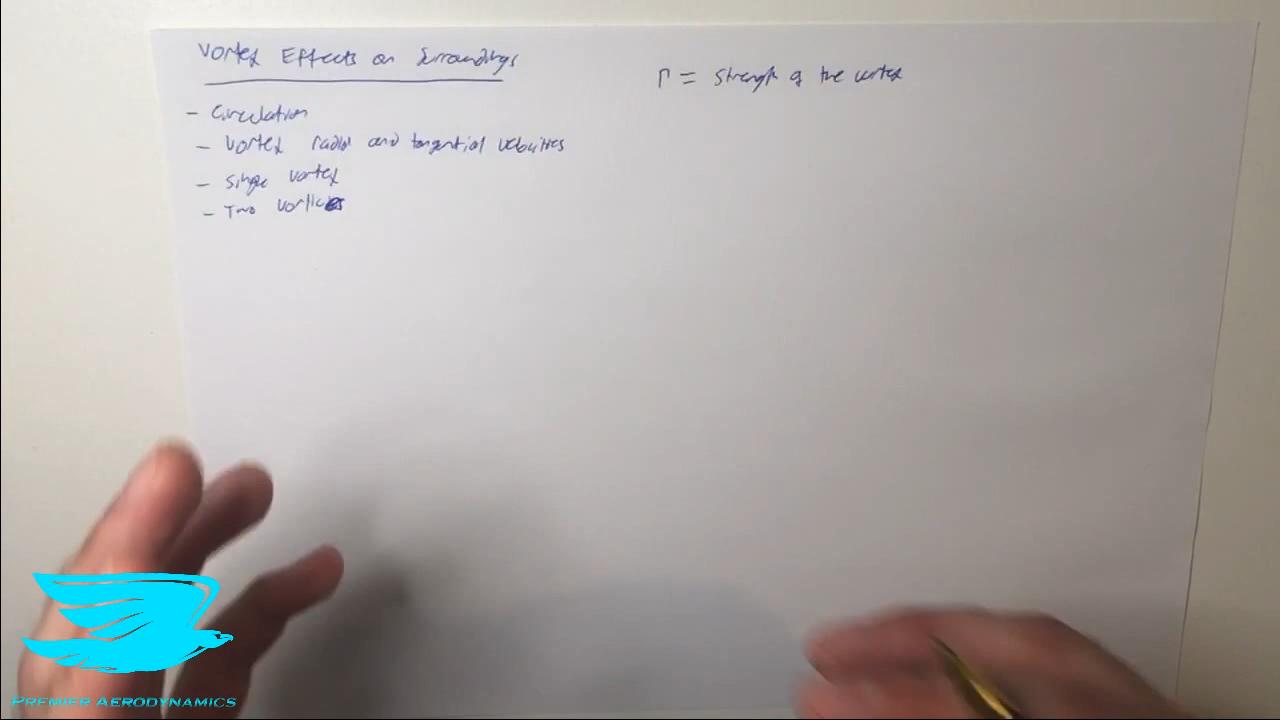 Vortex Effects on Surroundings
Γ = strength of the vortex
- Circulation
- Vortex radial and tangential velocities
- Single vortex
- Two vortices
PREMIER AERODYNAMICS